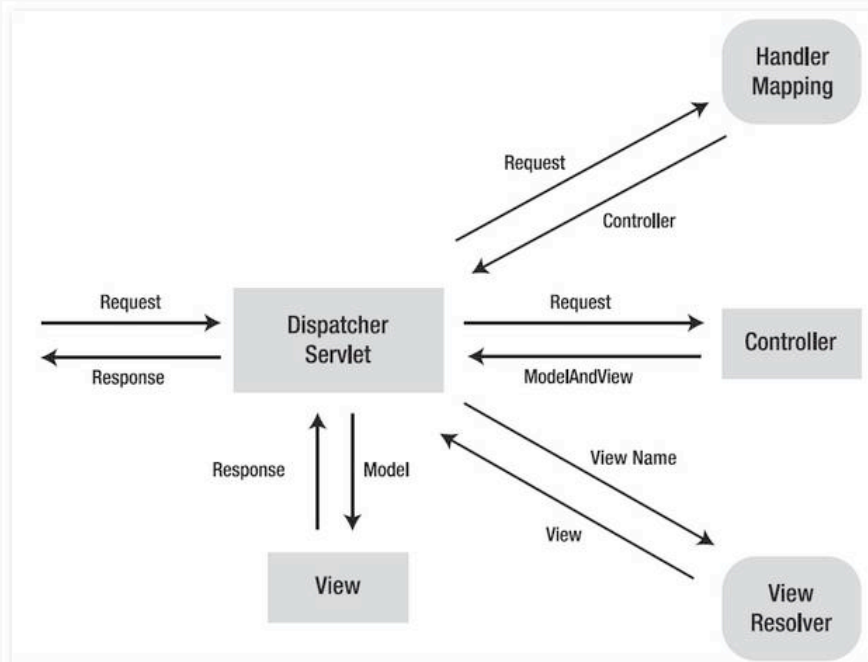 Handler
Mapping
Request
Controller
Request
Response
Dispatcher
Servlet
Request
ModelAndView
Controller
Response
Model
View Name
View
View
View
Resolver